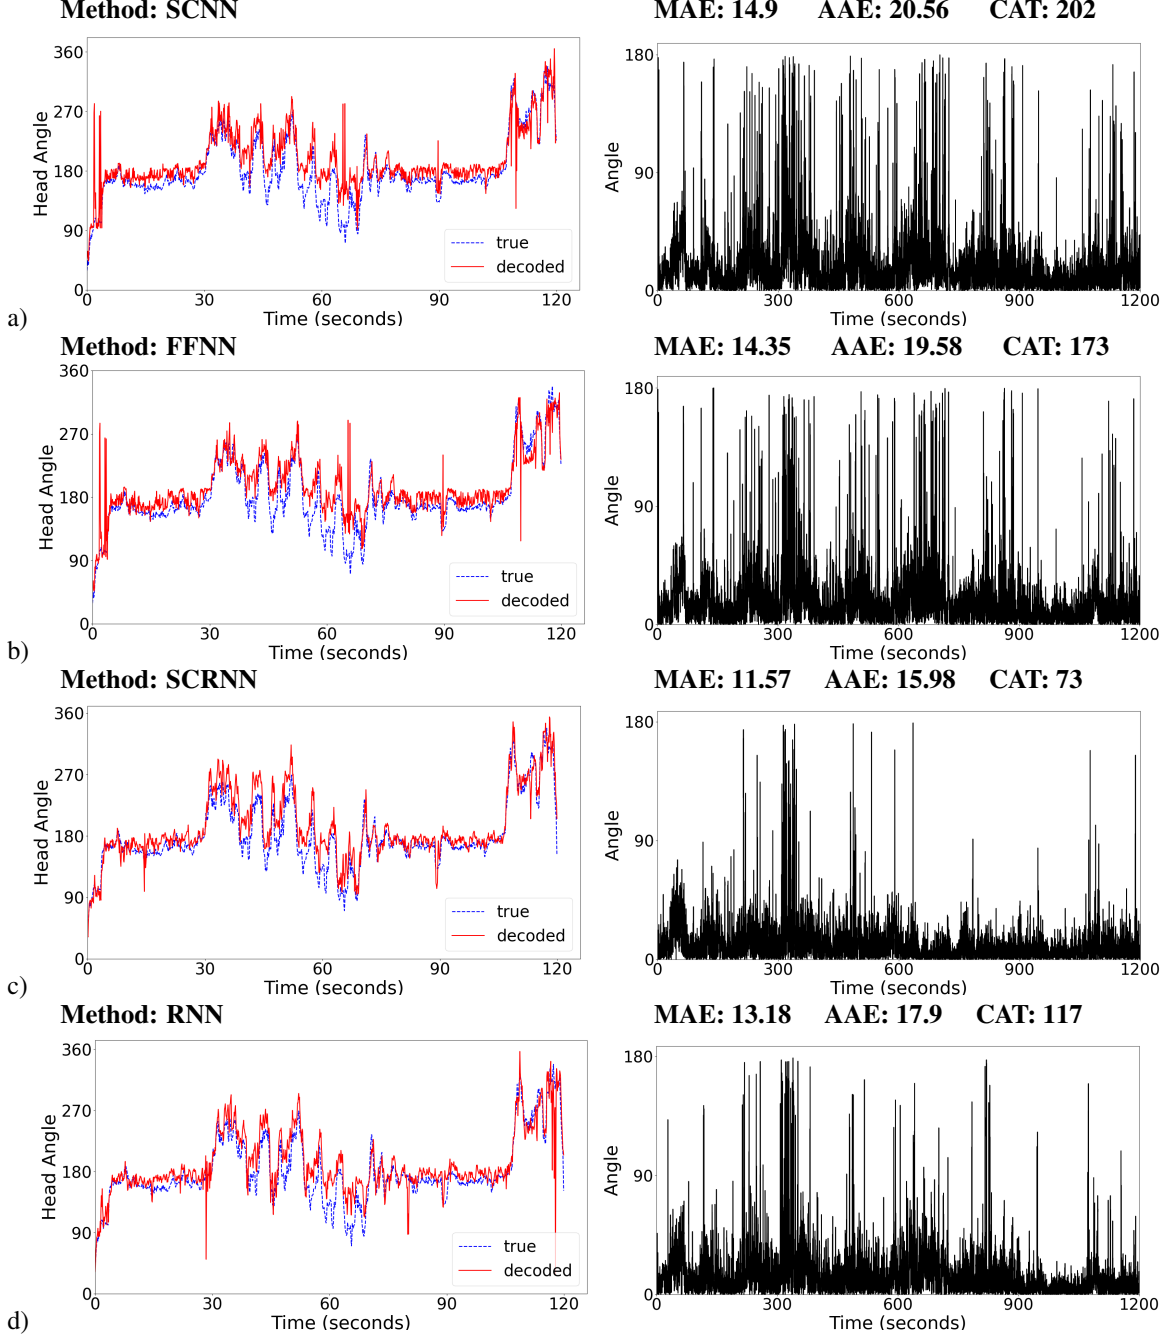 Method: SCNN
MAE: 14.9 AAE: 20.56 CAT: 202
360
270
180
90
0
Head Angle
0 30 60 90 120
Time (seconds)
true
decoded
180
90
0
Angle
0 300 600 900 1200
Time (seconds)
a)
Method: FFNN
MAE: 14.35 AAE: 19.58 CAT: 173
360
270
180
90
0
Head Angle
0 30 60 90 120
Time (seconds)
true
decoded
180
90
0
Angle
0 300 600 900 1200
Time (seconds)
b)
Method: SCRNN
MAE: 11.57 AAE: 15.98 CAT: 73
360
270
180
90
0
Head Angle
0 30 60 90 120
Time (seconds)
true
decoded
180
90
0
Angle
0 300 600 900 1200
Time (seconds)
c)
Method: RNN
MAE: 13.18 AAE: 17.9 CAT: 117
360
270
180
90
0
Head Angle
0 30 60 90 120
Time (seconds)
true
decoded
180
90
0
Angle
0 300 600 900 1200
Time (seconds)
d)